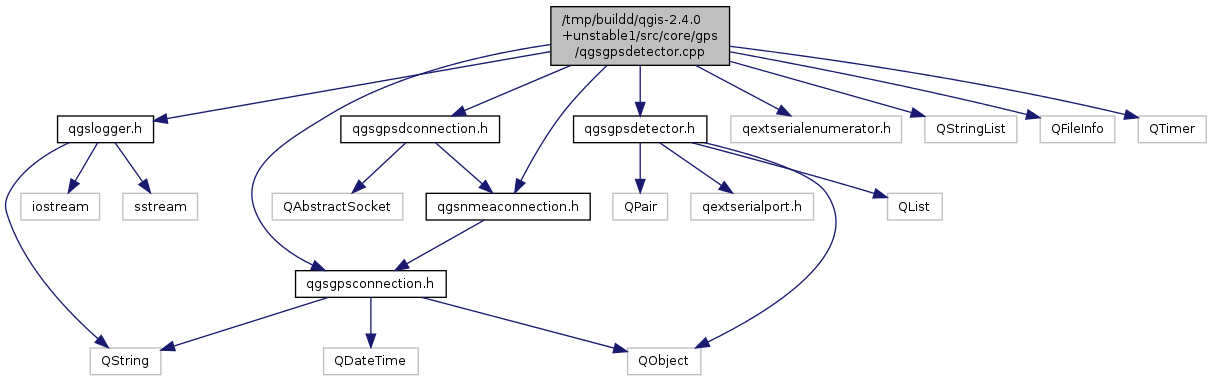 /tmp/buildd/qgis-2.4.0
+unstable1/src/core/gps
/qgsgpsdetector.cpp
qgslogger.h
qgsgpsdconnection.h
qgsgpsdetector.h
qextserialenumerator.h
QStringList
QFileInfo
QTimer
iostream
sstream
QAbstractSocket
qgsnmeaconnection.h
QPair
qextserialport.h
QList
qgsgpsconnection.h
QString
QDateTime
QObject